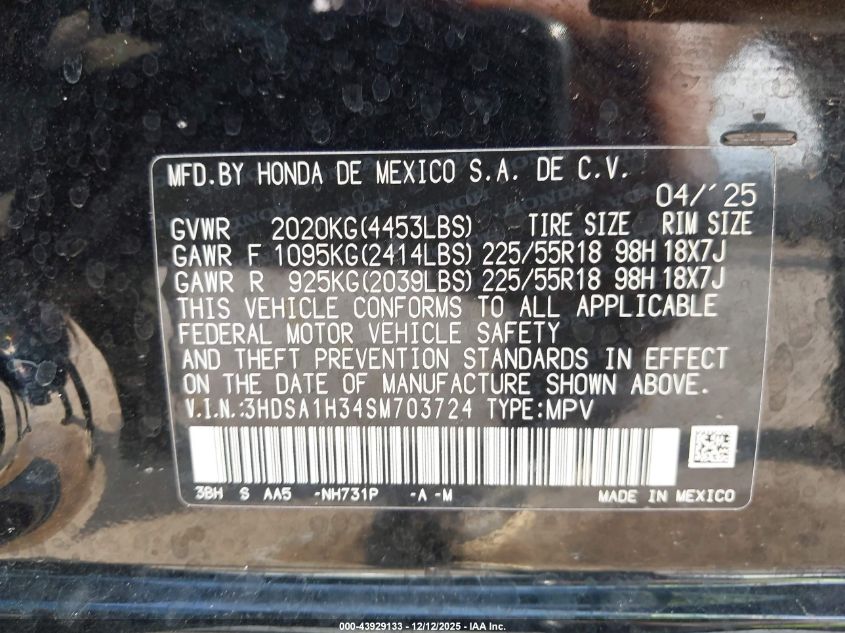 MFD.BY HONDA DE MEXICO S.A. DE C.V.
04/'25
GVWR 2020KG(4453LBS) TIRE SIZE RIM SIZE
GAWR F 1095KG(2414LBS) 225/55R18 98H 18X7J
GAWR R 925KG(2039LBS) 225/55R18 98H 18X7J
THIS VEHICLE CONFORMS TO ALL APPLICABLE
FEDERAL MOTOR VEHICLE SAFETY
AND THEFT PREVENTION STANDARDS IN EFFECT
ON THE DATE OF MANUFACTURE SHOWN ABOVE.
V.I.N.:3HDSA1H34SM703724 TYPE:MPV
3BH S AA5 -NH731P -A -M MADE IN MEXICO
000-43929133 - 12/12/2025 - IAA Inc.